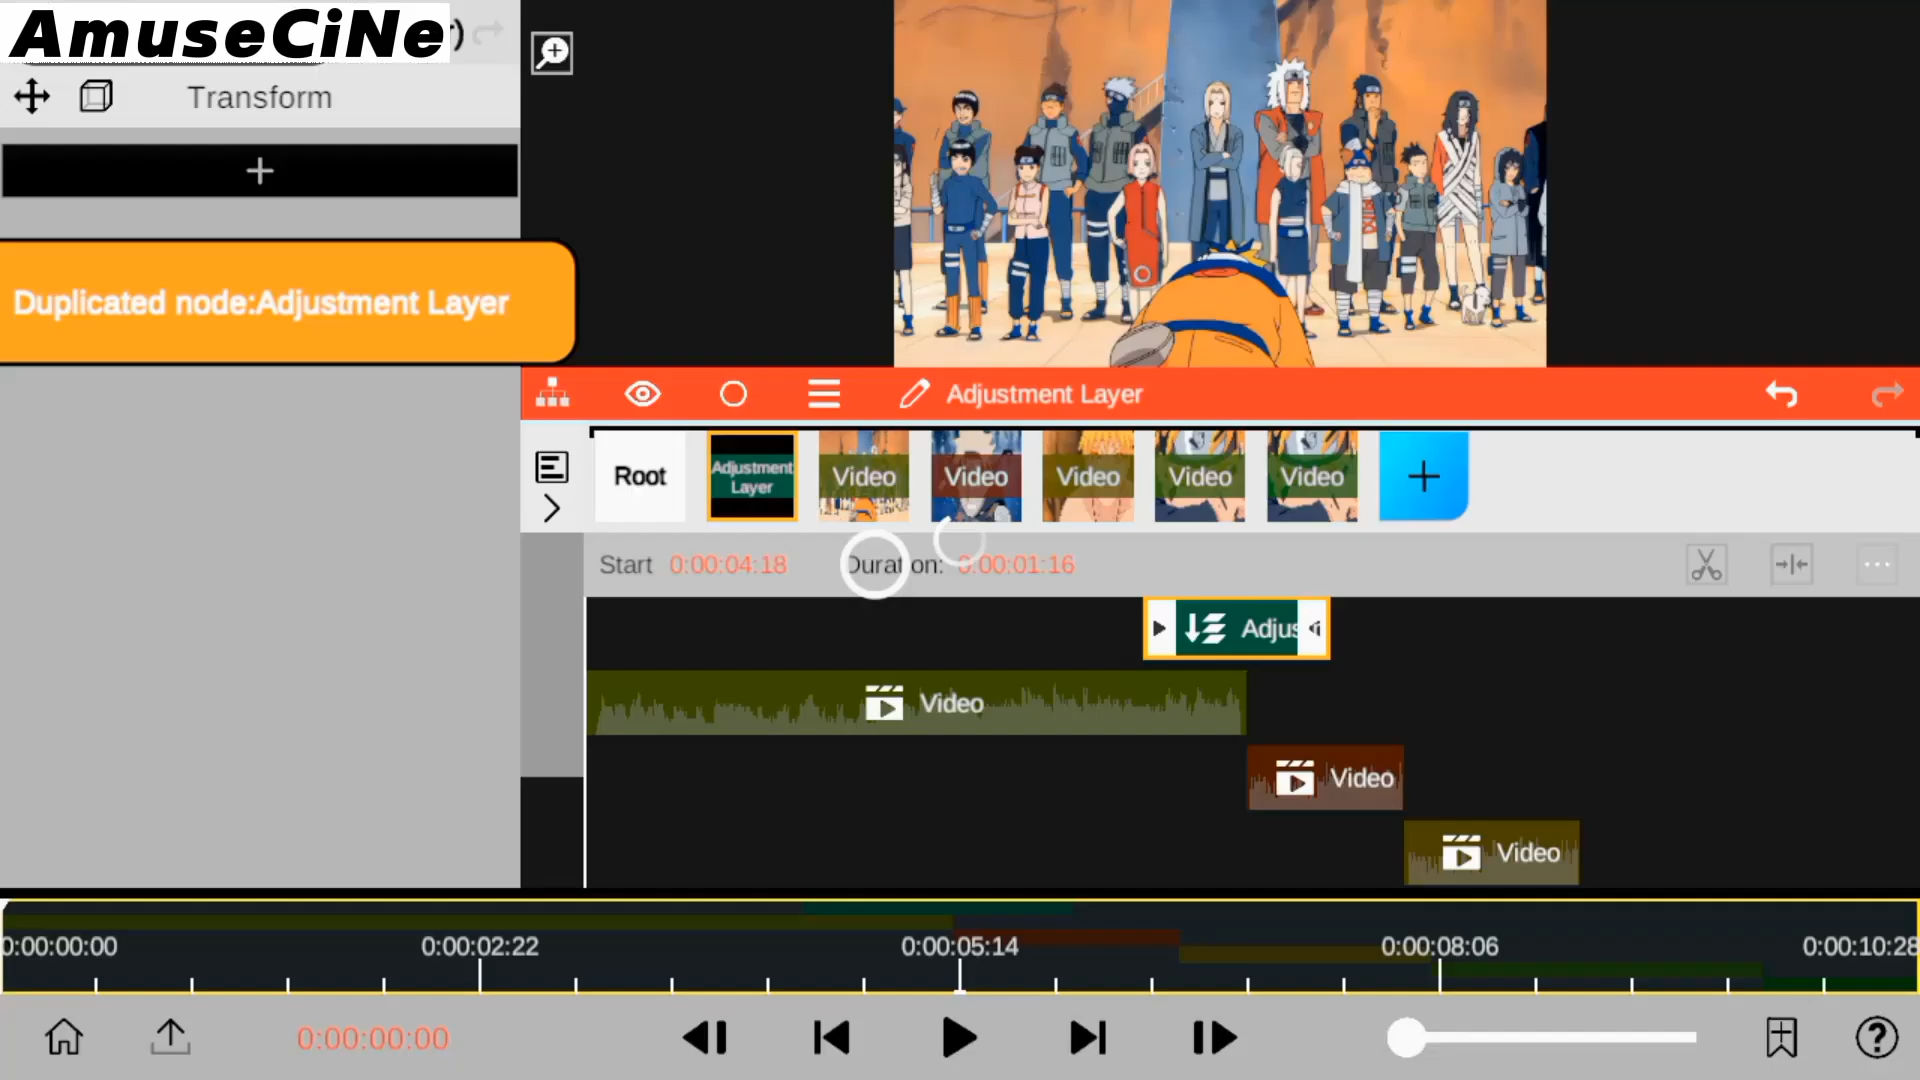 AmuseCiNe
Transform
Duplicated node:Adjustment Layer
Adjustment Layer
Root
Adjustment
Layer
Video
Video
Video
Video
Video
Start 0:00:04:18
Duration: 0:00:01:16
Video
Video
Video
0:00:00:00
0:00:02:22
0:00:05:14
0:00:08:06
0:00:10:28
0:00:00:00